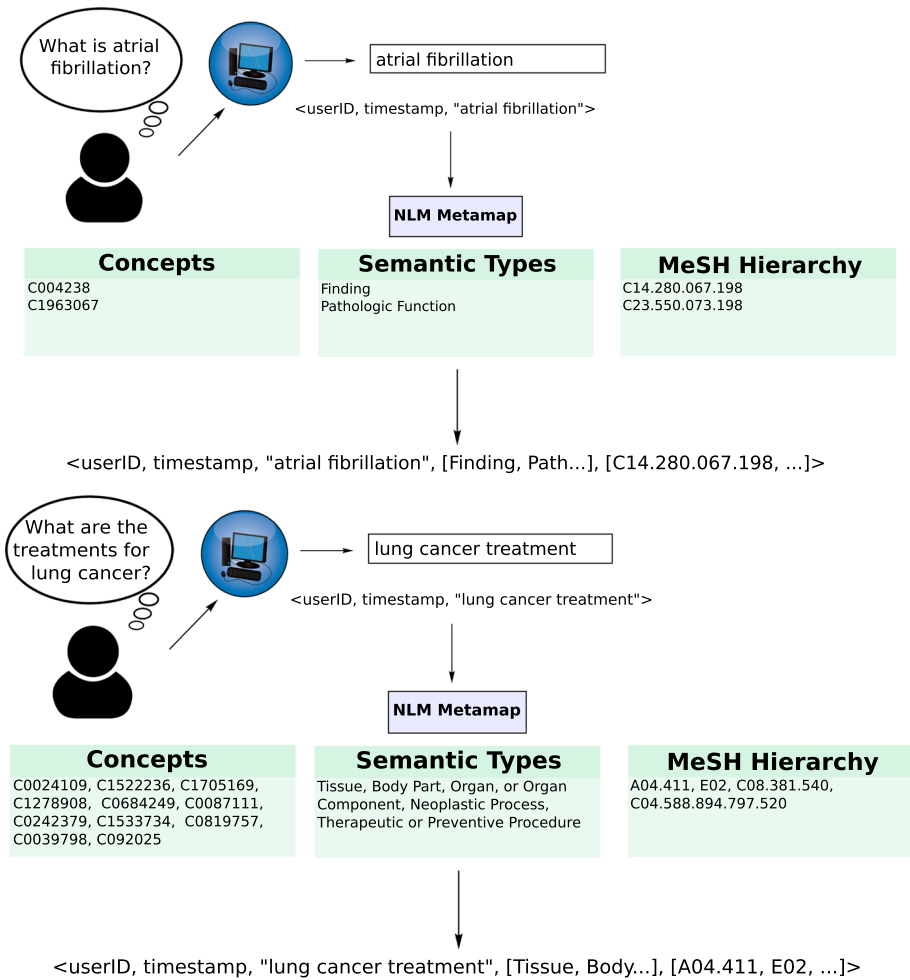 What is atrial
fibrillation?
atrial fibrillation
<userID, timestamp, "atrial fibrillation">
NLM Metamap
Concepts
C004238
C1963067
Semantic Types
Finding
Pathologic Function
MeSH Hierarchy
C14.280.067.198
C23.550.073.198
<userID, timestamp, "atrial fibrillation", [Finding, Path...], [C14.280.067.198, ...]>
What are the
treatments for
lung cancer?
lung cancer treatment
<userID, timestamp, "lung cancer treatment">
NLM Metamap
Concepts
C0024109, C1522236, C1705169,
C1278908, C0684249, C0087111,
C0242379, C1533734, C0819757,
C0039798, C092025
Semantic Types
Tissue, Body Part, Organ, or Organ
Component, Neoplastic Process,
Therapeutic or Preventive Procedure
MeSH Hierarchy
A04.411, E02, C08.381.540,
C04.588.894.797.520
<userID, timestamp, "lung cancer treatment", [Tissue, Body...], [A04.411, E02, ...]>